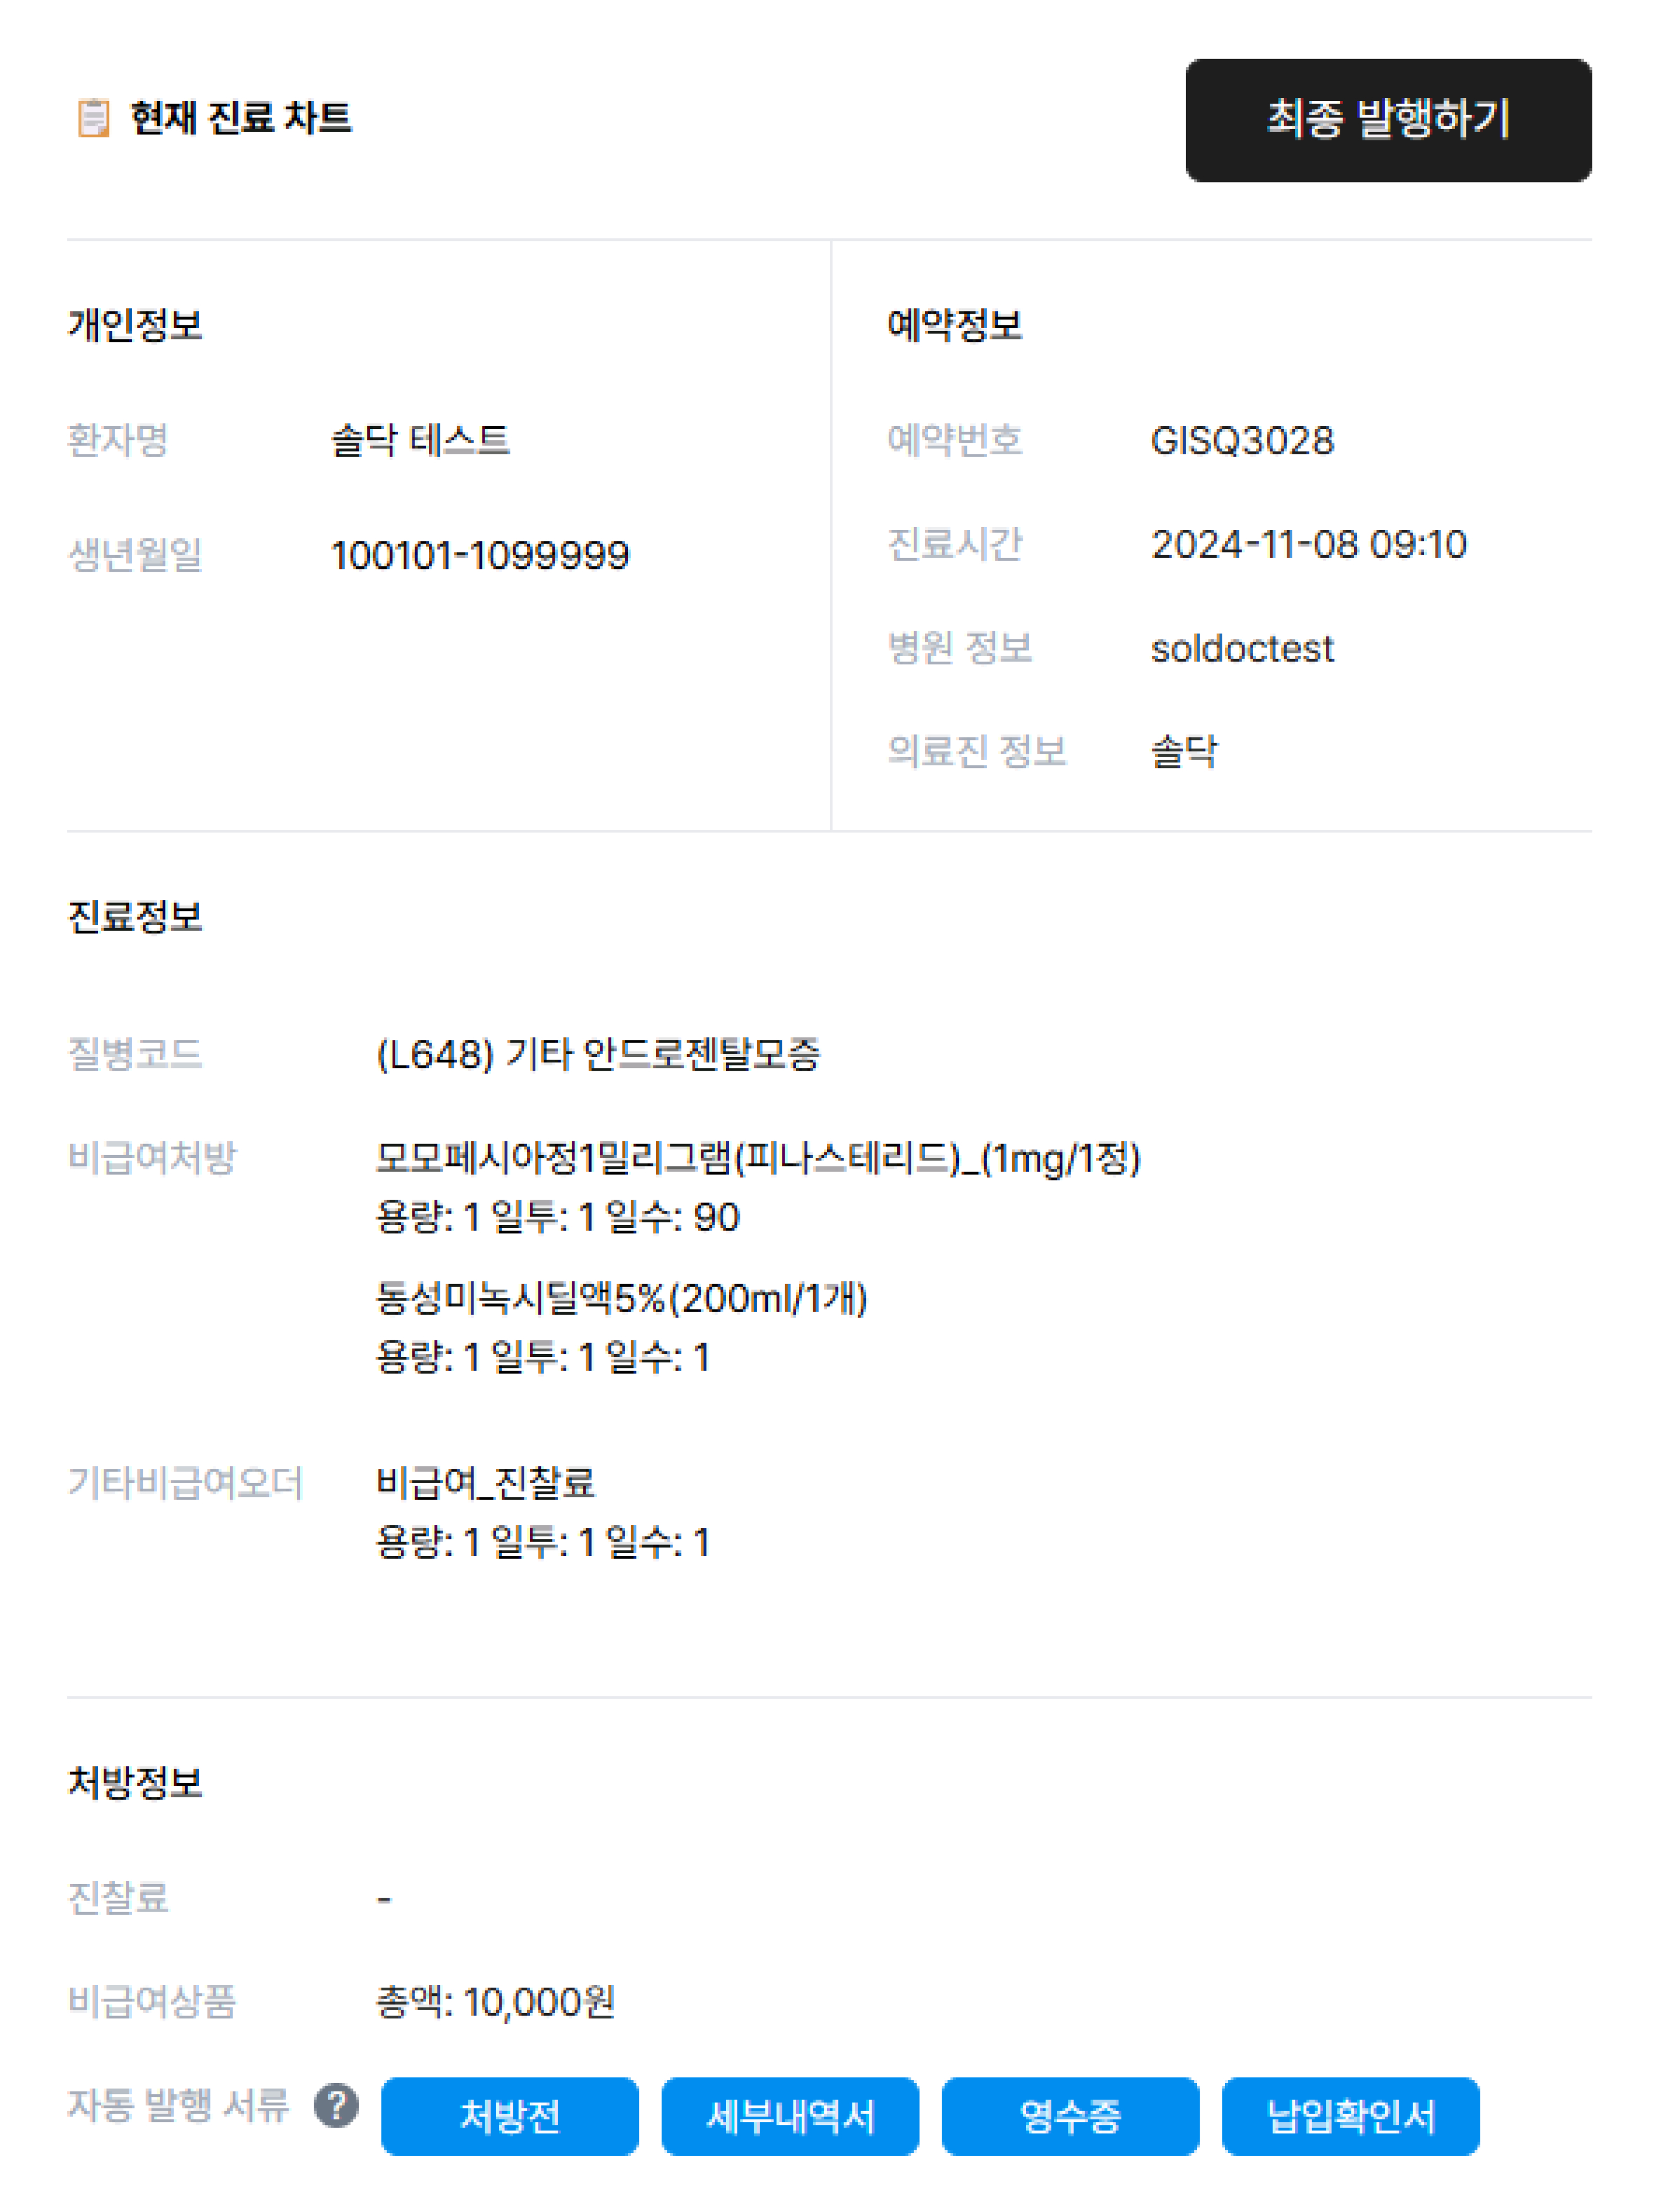 현재 진료 차트
최종 발행하기
개인정보
환자명 솔닥 테스트
생년월일 100101-1099999
예약정보
예약번호 GISQ3028
진료시간 2024-11-08 09:10
병원 정보 soldoctest
의료진 정보 솔닥
진료정보
질병코드 (L648) 기타 안드로젠탈모증
비급여처방 모모페시아정1밀리그램(피나스테리드)_(1mg/1정)
용량: 1 일투: 1 일수: 90
동성미녹시딜액5%(200ml/1개)
용량: 1 일투: 1 일수: 1
기타비급여오더 비급여_진찰료
용량: 1 일투: 1 일수: 1
처방정보
진찰료 -
비급여상품 총액: 10,000원
자동 발행 서류 ? 처방전 세부내역서 영수증 납입확인서